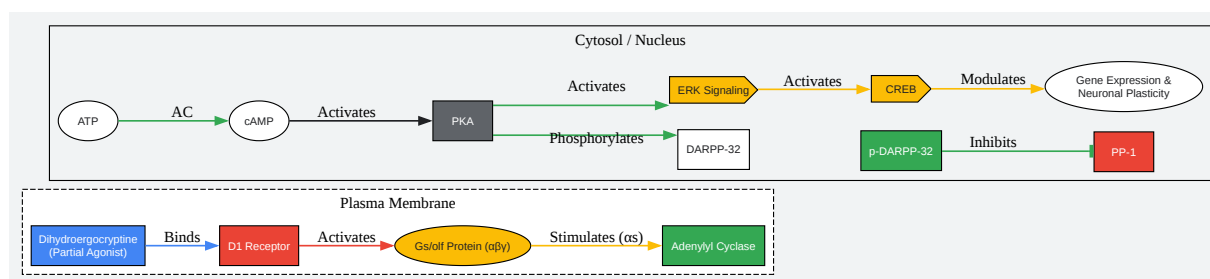 Cytosol / Nucleus
ATP
AC
cAMP
Activates
PKA
Activates
ERK Signaling
Activates
CREB
Modulates
Gene Expression &
Neuronal Plasticity
Phosphorylates
DARPP-32
p-DARPP-32
Inhibits
PP-1
Plasma Membrane
Dihydroergocryptine
(Partial Agonist)
Binds
D1 Receptor
Activates
Gs/olf Protein (αβγ)
Stimulates (αs)
Adenylyl Cyclase